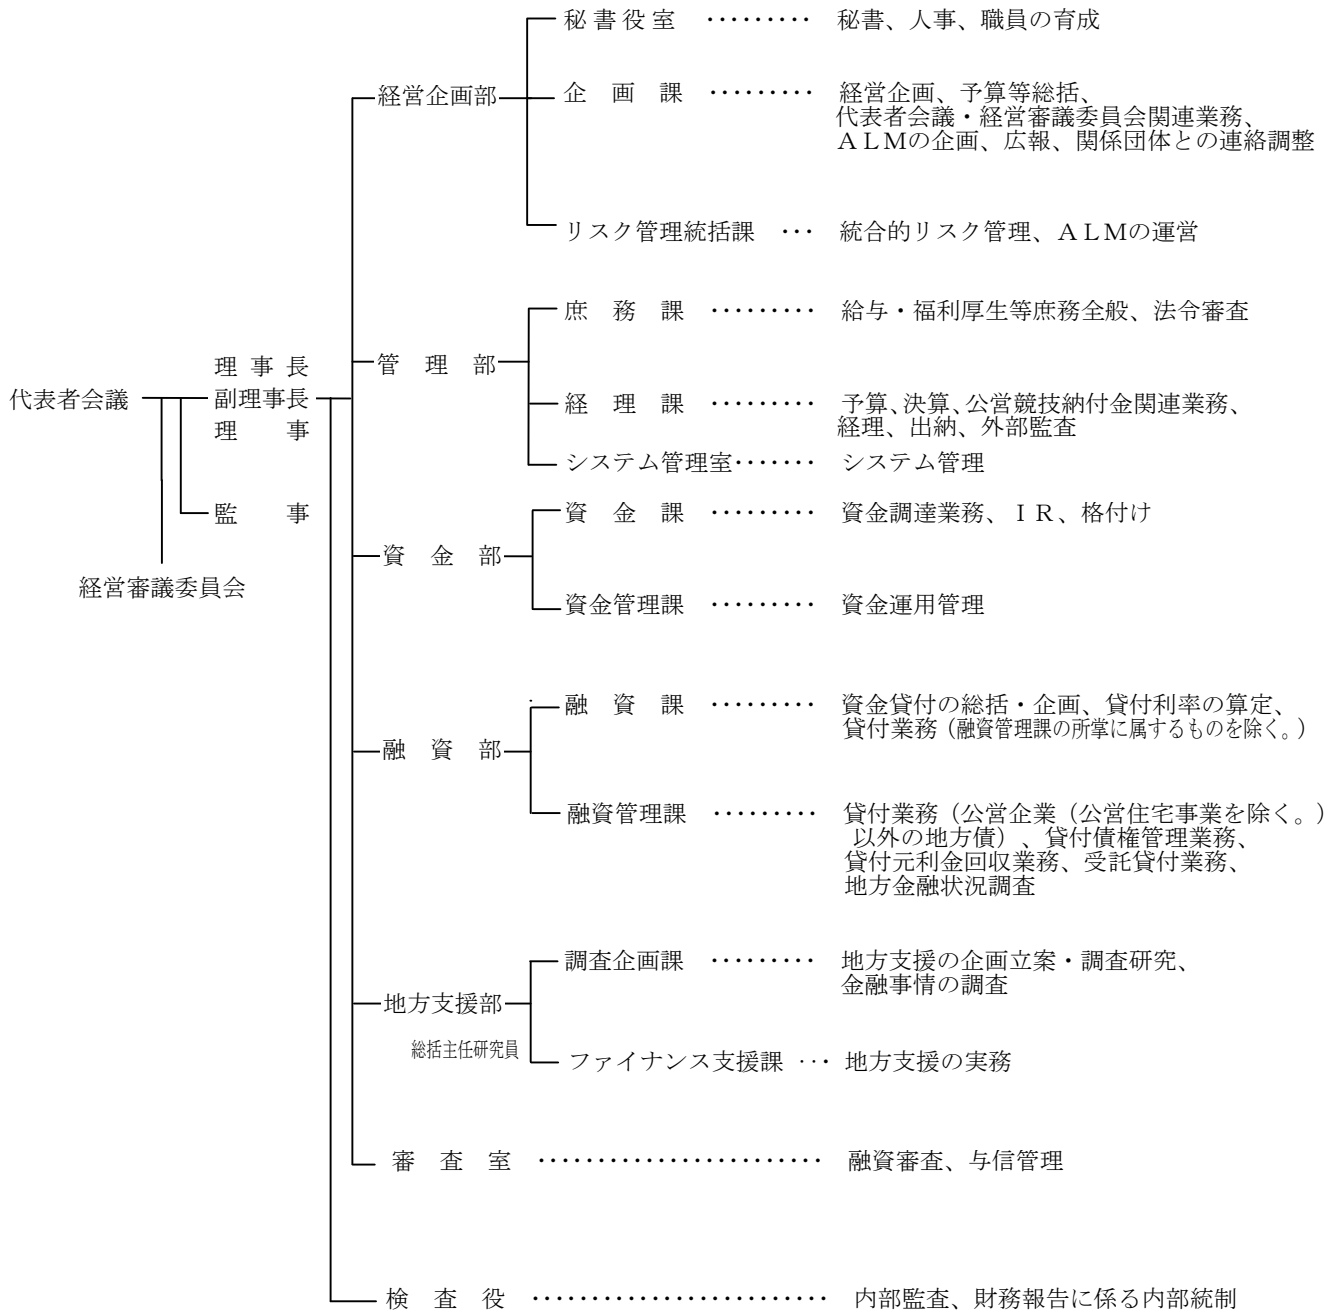 秘書役室 ········· 秘書、人事、職員の育成
経営企画部
企画課 ········· 経営企画、予算等総括、
代表者会議・経営審議委員会関連業務、
ALMの企画、広報、関係団体との連絡調整
リスク管理統括課 ··· 統合的リスク管理、ALMの運営
庶務課 ········· 給与・福利厚生等庶務全般、法令審査
管理部
理事長
代表者会議
副理事長
理事
経理課 ········· 予算、決算、公営競技納付金関連業務、
経理、出納、外部監査
システム管理室······· システム管理
監事
資金課 ········· 資金調達業務、IR、格付け
資金部
経営審議委員会
資金管理課 ········· 資金運用管理
融資課 ········· 資金貸付の総括・企画、貸付利率の算定、
貸付業務(融資管理課の所掌に属するものを除く。)
融資部
融資管理課 ········· 貸付業務(公営企業(公営住宅事業を除く。)
以外の地方債)、貸付債権管理業務、
貸付元利金回収業務、受託貸付業務、
地方金融状況調査
調査企画課 ········· 地方支援の企画立案・調査研究、
金融事情の調査
地方支援部
総括主任研究員
ファイナンス支援課 ··· 地方支援の実務
審査室 ························ 融資審査、与信管理
検査役 ························· 内部監査、財務報告に係る内部統制